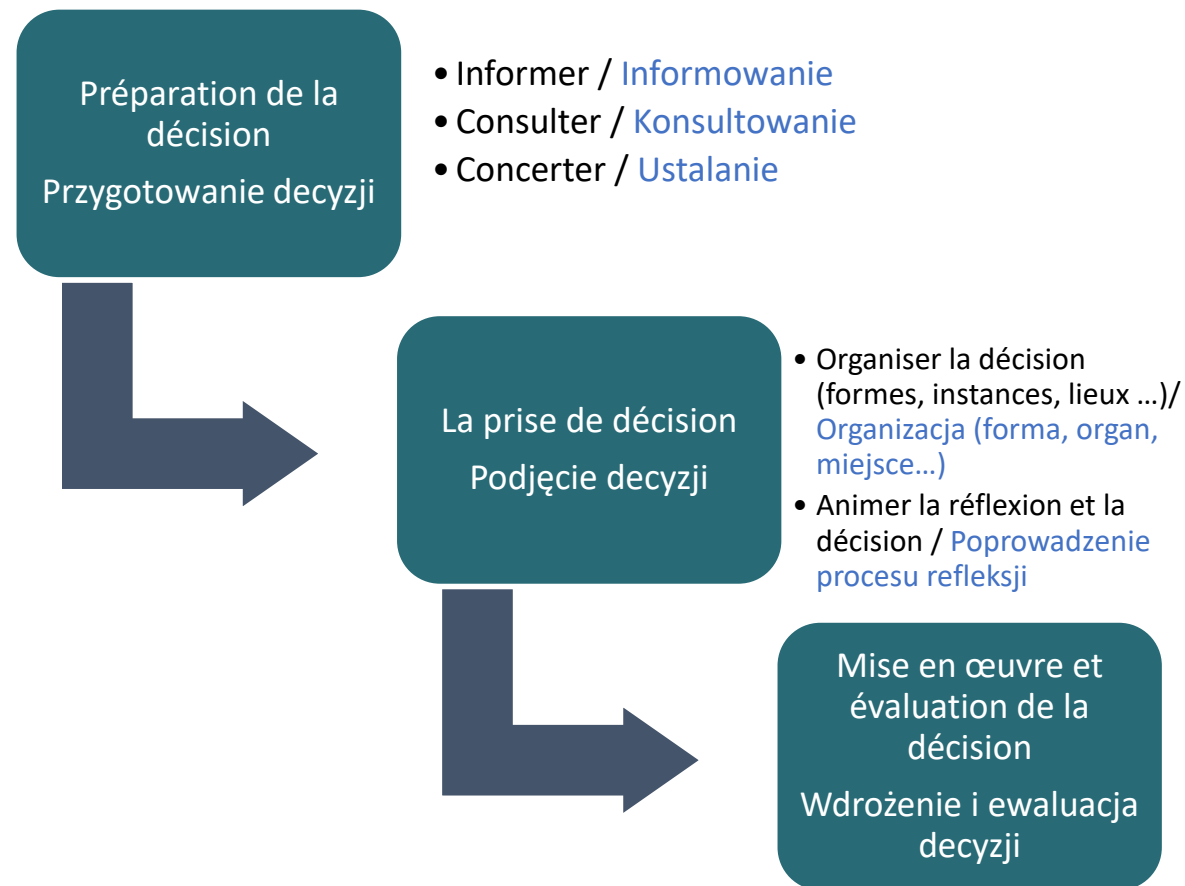 Préparation de la
décision
Przygotowanie decyzji
• Informer / Informowanie
• Consulter / Konsultowanie
• Concerter / Ustalanie
La prise de décision
Podjęcie decyzji
• Organiser la décision
(formes, instances, lieux …)/
Organizacja (forma, organ,
miejsce…)
• Animer la réflexion et la
décision / Poprowadzenie
procesu refleksji
Mise en œuvre et
évaluation de la
décision
Wdrożenie i ewaluacja
decyzji